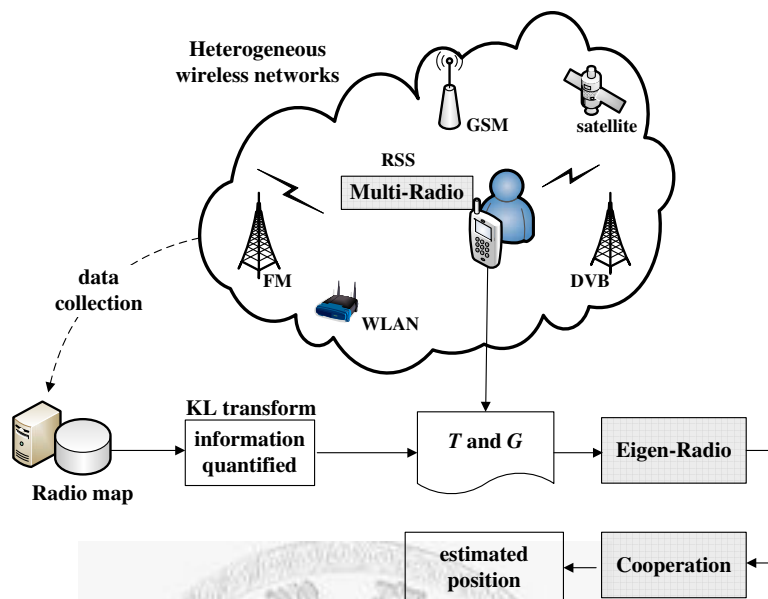 Heterogeneous
wireless networks
GSM
satellite
RSS
Multi-Radio
FM
DVB
WLAN
data
collection
KL transform
information
quantified
T and G
Eigen-Radio
Radio map
estimated
position
Cooperation